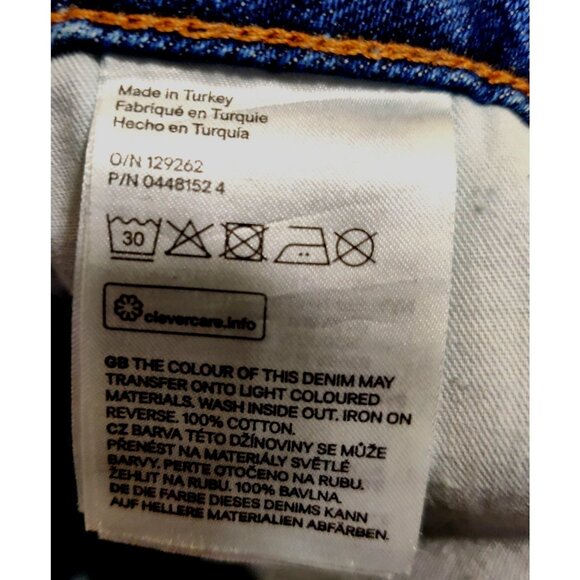 Made in Turkey
Fabriqué en Turquie
Hecho en Turquía
O/N 129262
P/N 0448152 4
30
clevercare.info
GB THE COLOUR OF THIS DENIM MAY
TRANSFER ONTO LIGHT COLOURED
MATERIALS. WASH INSIDE OUT. IRON ON
REVERSE. 100% COTTON.
CZ BARVA TÉTO DŽÍNOVINY SE MŮŽE
PŘENÉST NA MATERIÁLY SVĚTLÉ
BARVY. PERTE OTOČENO NA RUBU.
ŽEHLIT NA RUBU. 100% BAVLNA.
DE DIE FARBE DIESES DENIMS KANN
AUF HELLERE MATERIALIEN ABFÄRBEN.